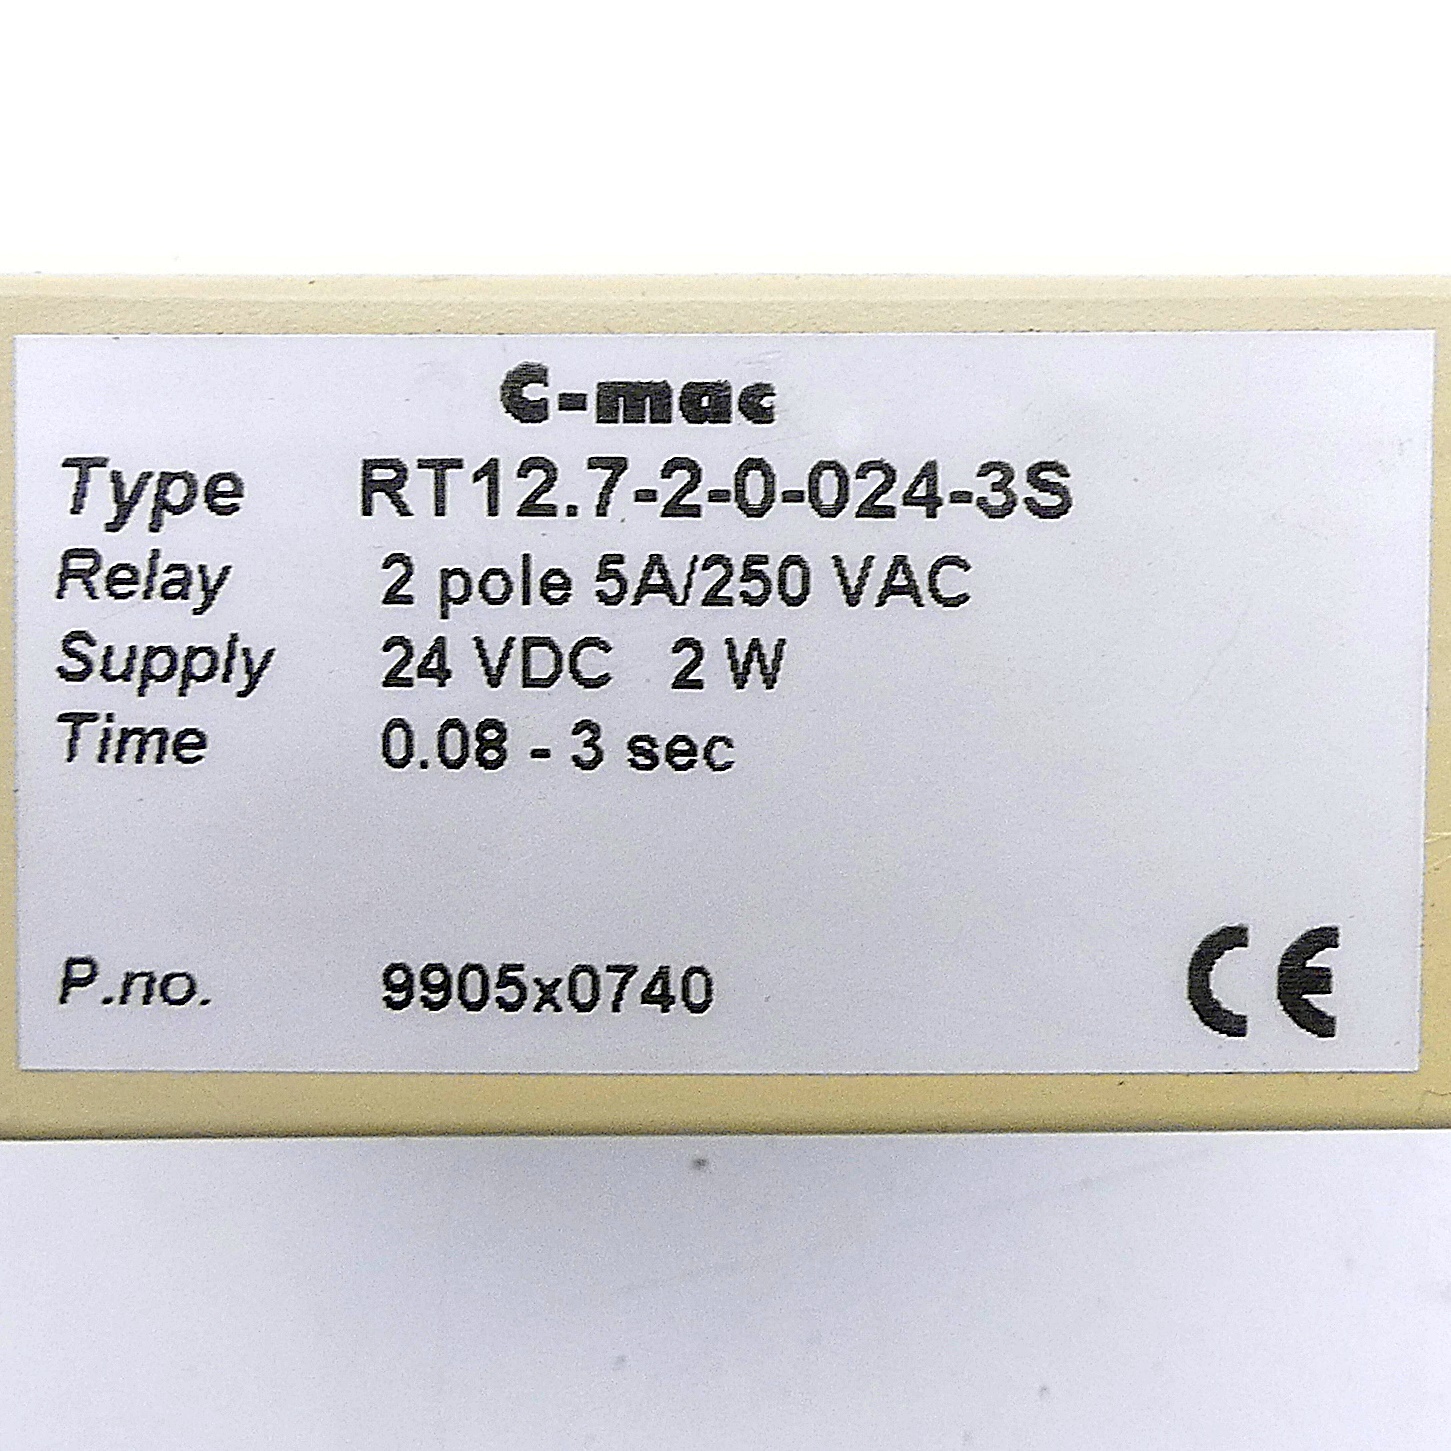 C-mac
Type RT12.7-2-0-024-3S
Relay 2 pole 5A/250 VAC
Supply 24 VDC 2 W
Time 0.08 - 3 sec
P.no. 9905x0740 CE